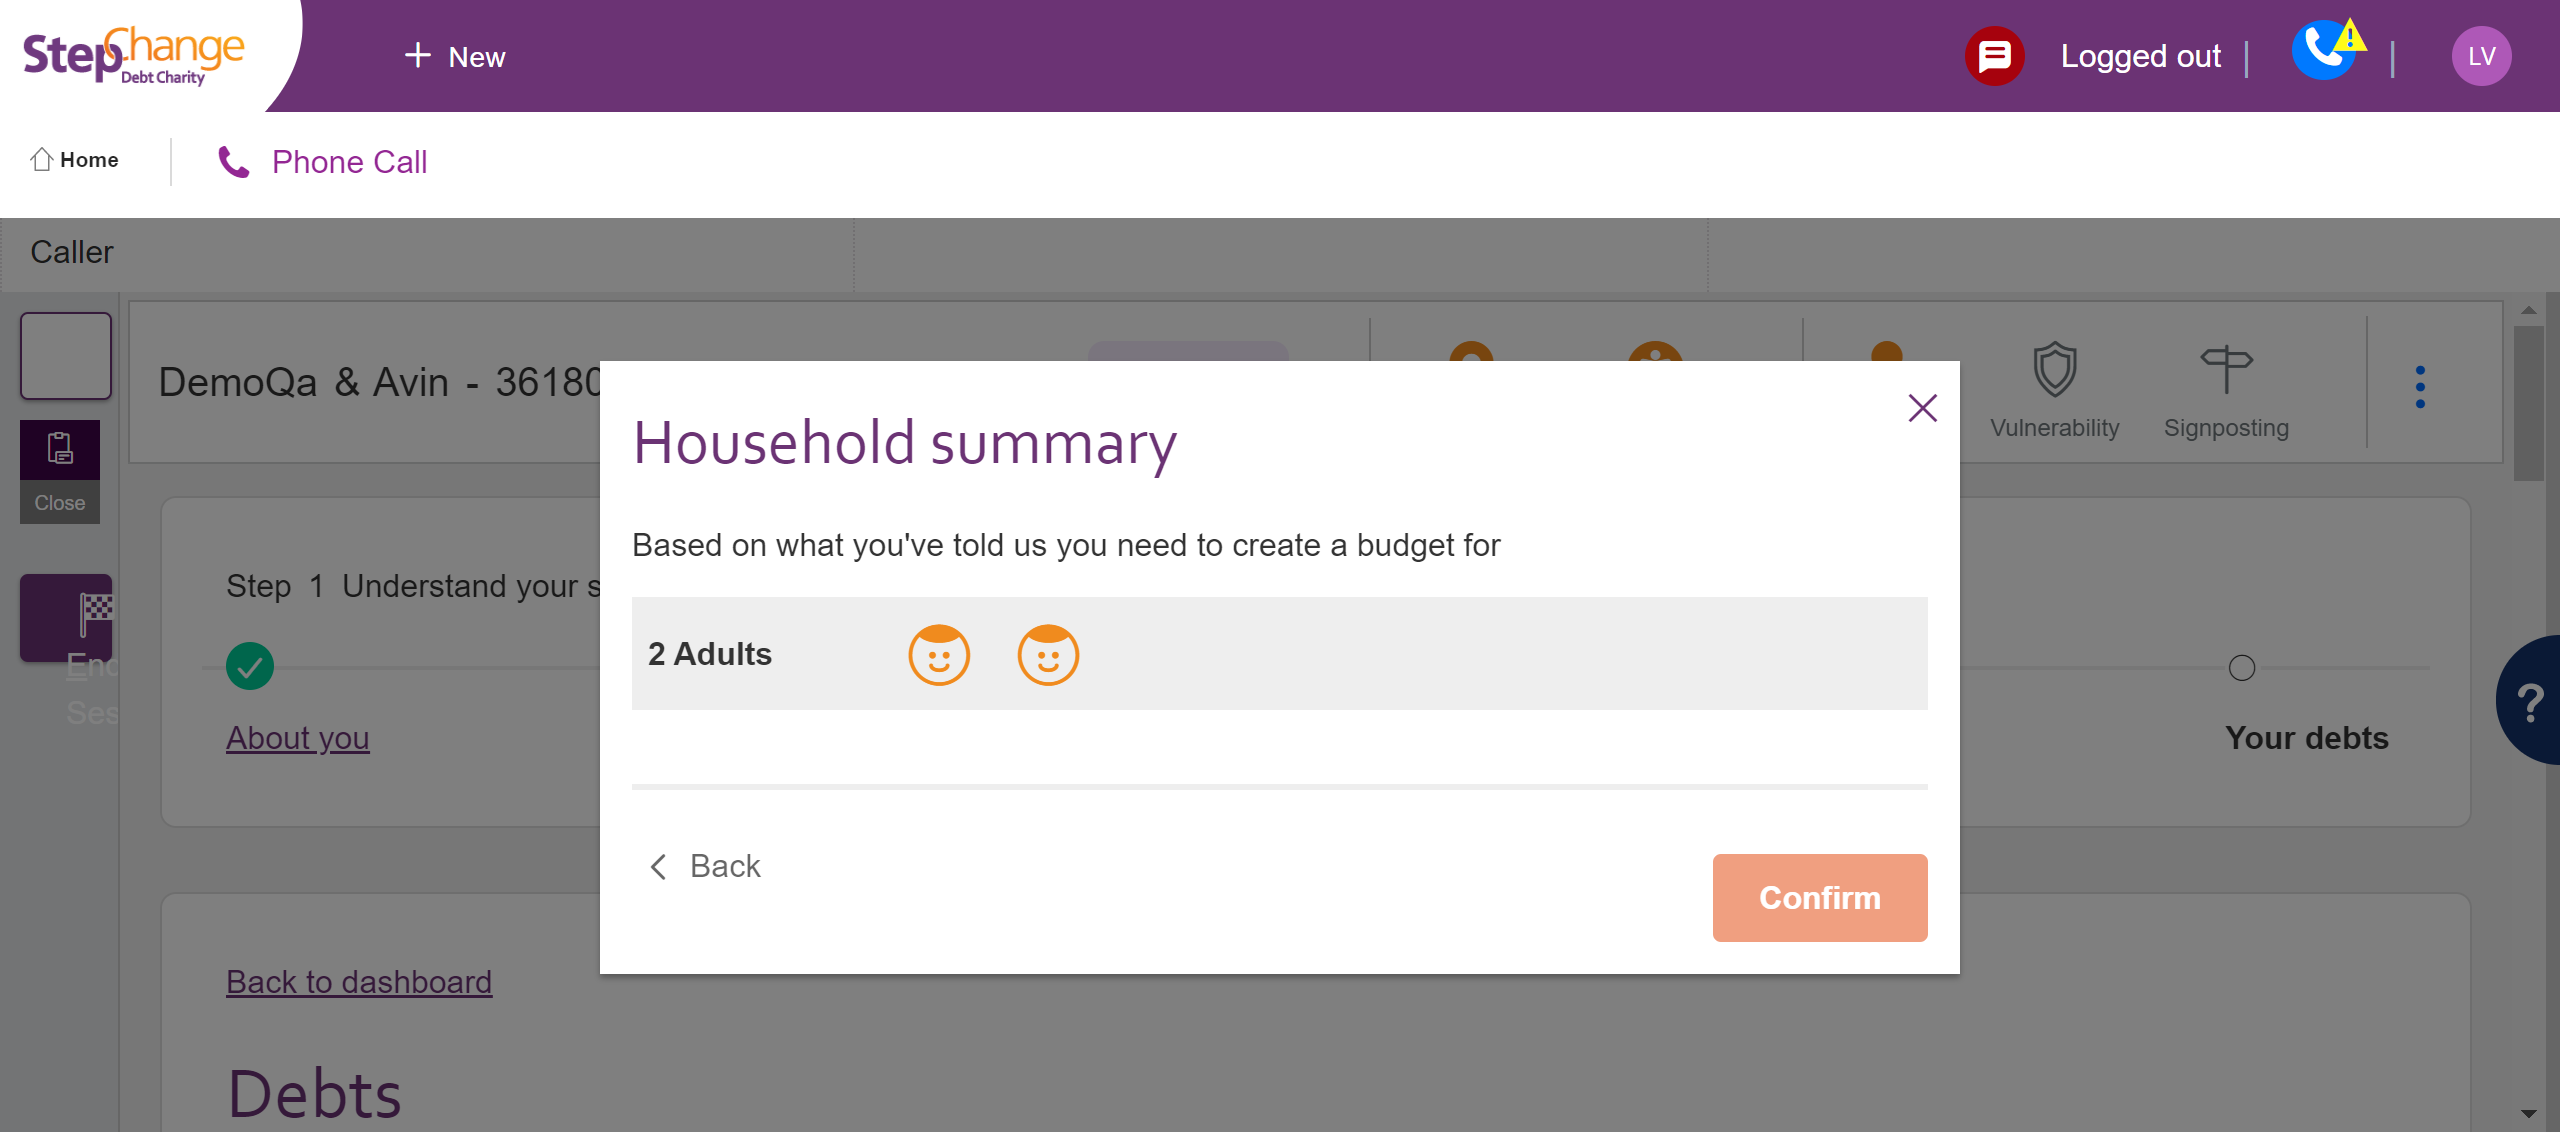 StepChange
Debt Charity
+ New
Logged out
LV
Home
Phone Call
Caller
DemoQa & Avin - 36180
Vulnerability
Signposting
Close
Step 1 Understand your s
End
Ses
About you
Your debts
Household summary
Based on what you've told us you need to create a budget for
2 Adults
Back
Confirm
?
Back to dashboard
Debts